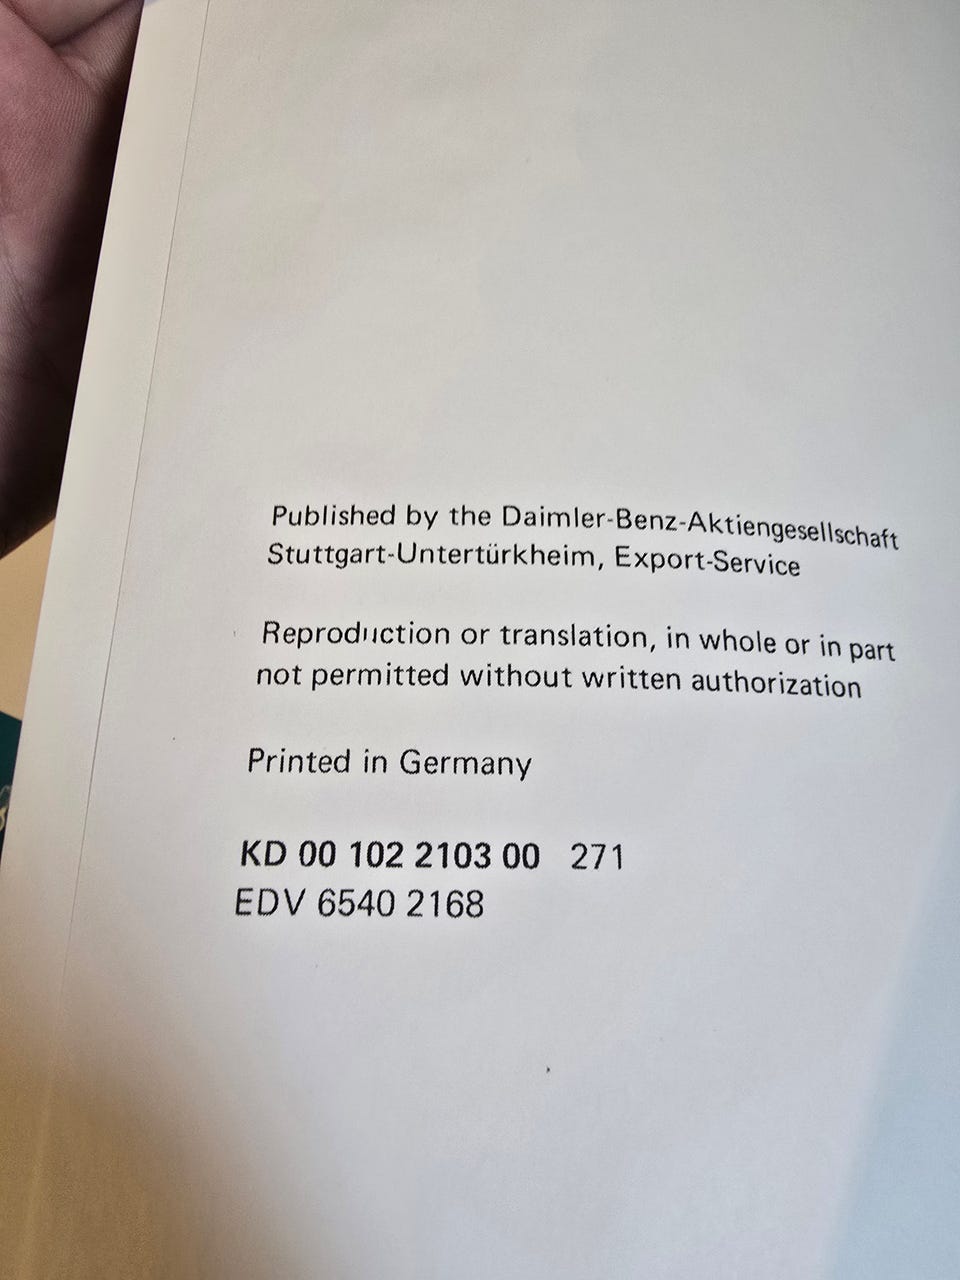 Published by the Daimler-Benz-Aktiengesellschaft
Stuttgart-Untertürkheim, Export-Service
Reproduction or translation, in whole or in part
not permitted without written authorization
Printed in Germany
KD 00 102 2103 00 271
EDV 6540 2168